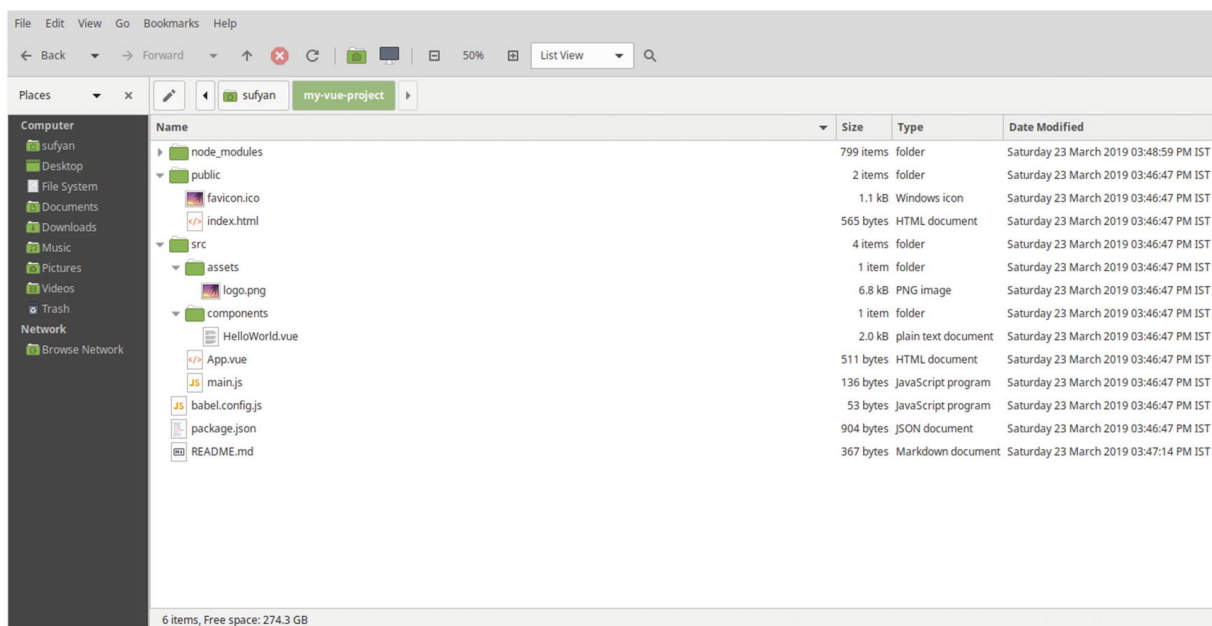 File Edit View Go Bookmarks Help
Back Forward 50% List View
Places sufyan my-vue-project
Computer
sufyan
Desktop
File System
Documents
Downloads
Music
Pictures
Videos
Trash
Network
Browse Network
Name Size Type Date Modified
node_modules 799 items folder Saturday 23 March 2019 03:48:59 PM IST
public 2 items folder Saturday 23 March 2019 03:46:47 PM IST
favicon.ico 1.1 kB Windows icon Saturday 23 March 2019 03:46:47 PM IST
index.html 565 bytes HTML document Saturday 23 March 2019 03:46:47 PM IST
src 4 items folder Saturday 23 March 2019 03:46:47 PM IST
assets 1 item folder Saturday 23 March 2019 03:46:47 PM IST
logo.png 6.8 kB PNG image Saturday 23 March 2019 03:46:47 PM IST
components 1 item folder Saturday 23 March 2019 03:46:47 PM IST
HelloWorld.vue 2.0 kB plain text document Saturday 23 March 2019 03:46:47 PM IST
</> App.vue 511 bytes HTML document Saturday 23 March 2019 03:46:47 PM IST
JS main.js 136 bytes JavaScript program Saturday 23 March 2019 03:46:47 PM IST
JS babel.config.js 53 bytes JavaScript program Saturday 23 March 2019 03:46:47 PM IST
package.json 904 bytes JSON document Saturday 23 March 2019 03:46:47 PM IST
README.md 367 bytes Markdown document Saturday 23 March 2019 03:47:14 PM IST
6 items, Free space: 274.3 GB